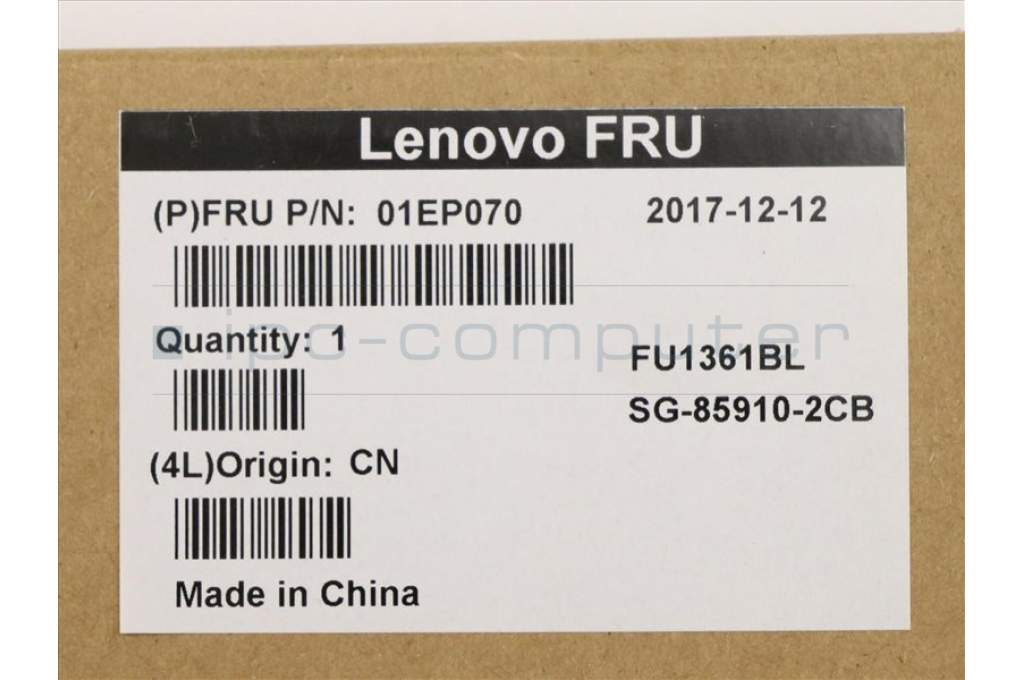 Lenovo FRU
(P)FRU P/N: 01EP070
2017-12-12
Quantity: 1
ipc-computer
FU1361BL
SG-85910-2CB
(4L)Origin: CN
Made in China